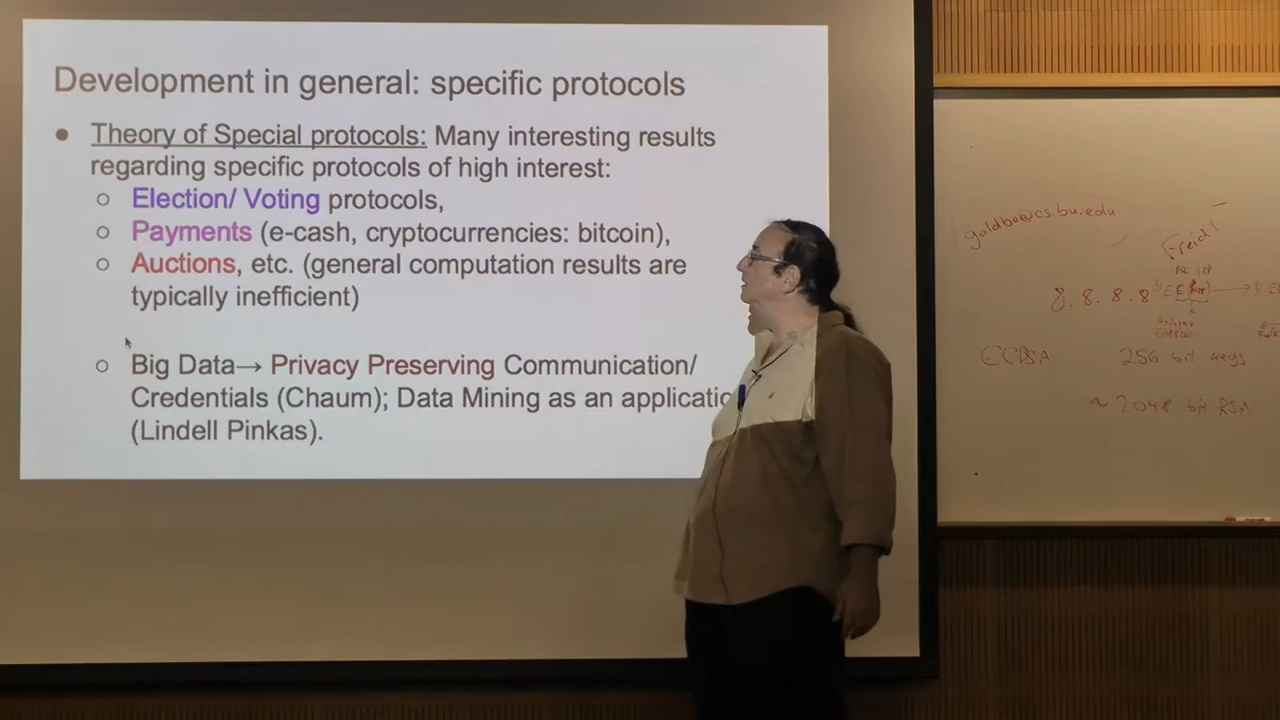 Development in general: specific protocols
● Theory of Special protocols: Many interesting results
regarding specific protocols of high interest:
○ Election/ Voting protocols,
○ Payments (e-cash, cryptocurrencies: bitcoin),
○ Auctions, etc. (general computation results are
typically inefficient)
○ Big Data→ Privacy Preserving Communication/
Credentials (Chaum); Data Mining as an applicatio
(Lindell Pinkas).
goldbe@cs.bu.edu
8.8.8.8
ECDSA 256 bit keys
~2048 bit RSA